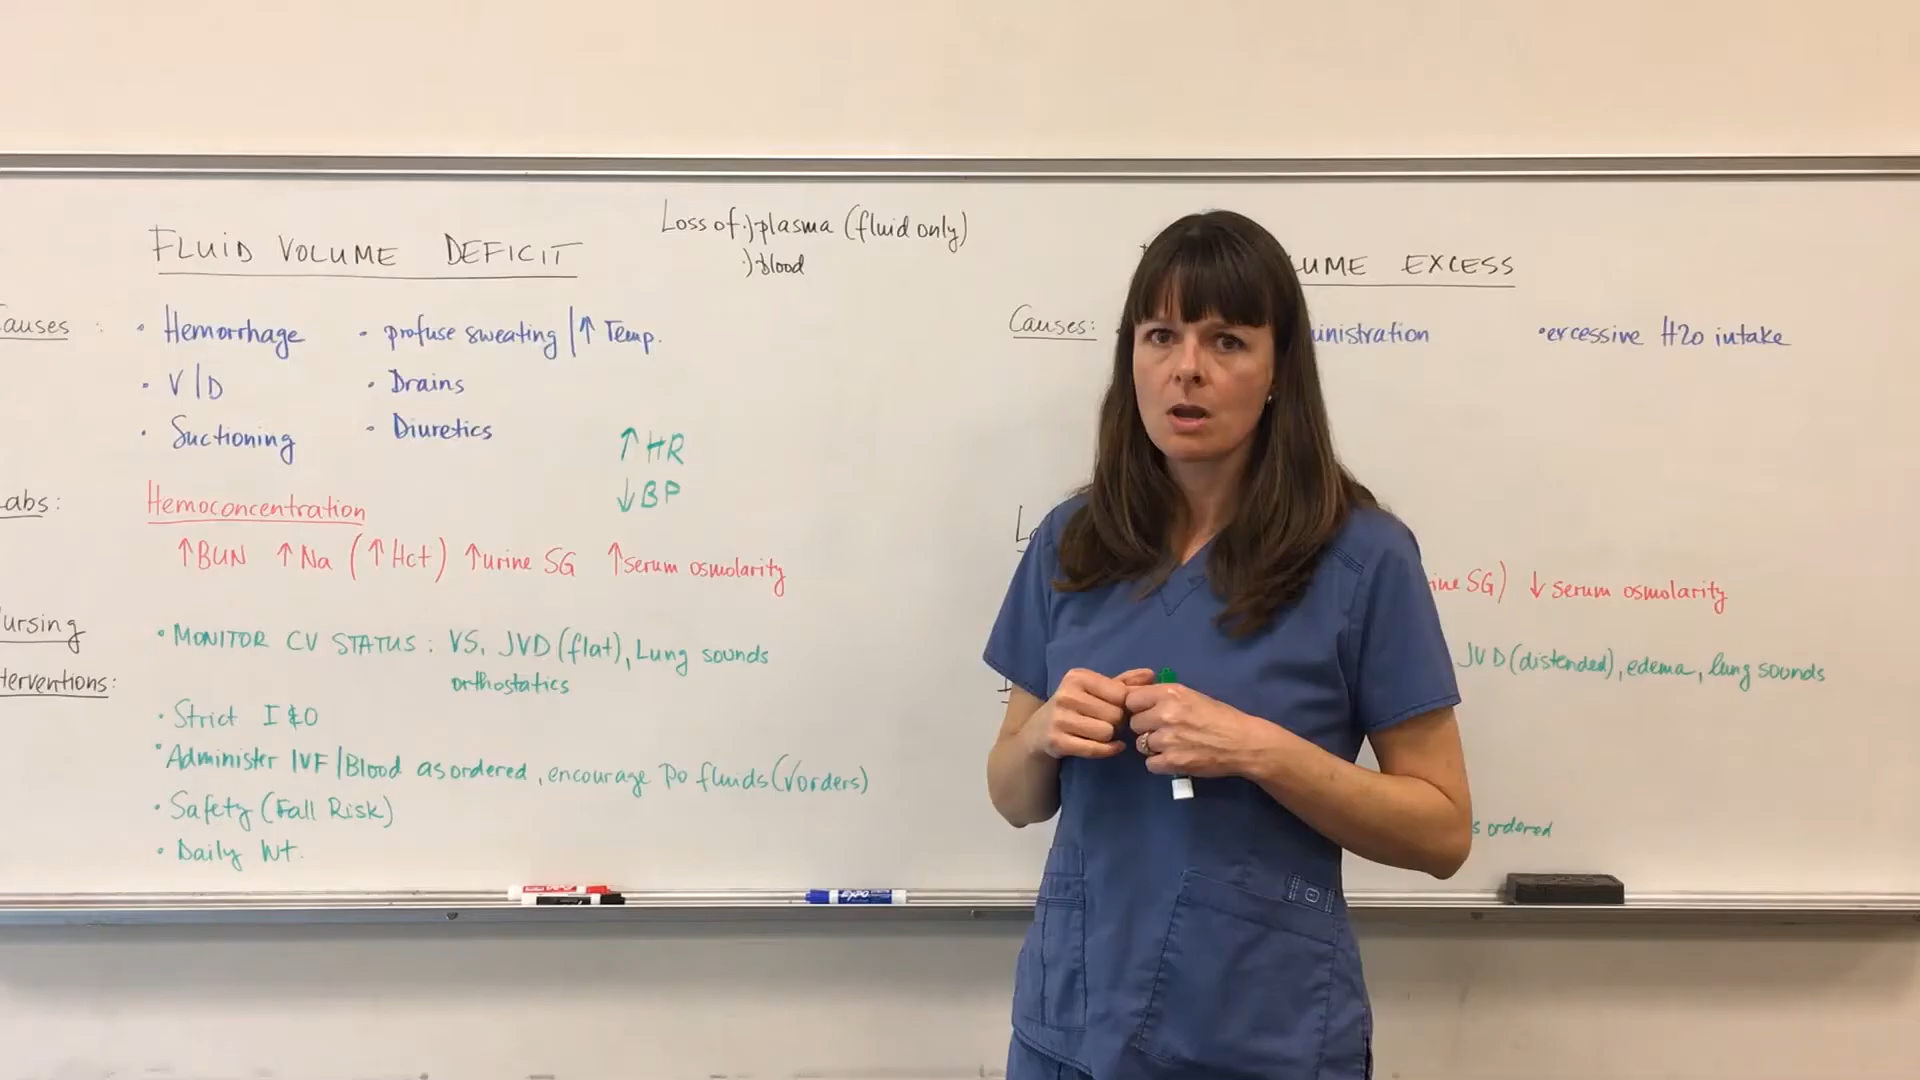 Loss of :) plasma (fluid only)
:) blood
FLUID VOLUME DEFICIT
auses :
• Hemorrhage
• profuse sweating / ↑ Temp.
• V/D
• Drains
• Suctioning
• Diuretics
↑ HR
↓ BP
abs:
Hemoconcentration
↑BUN ↑Na (↑Hct) ↑urine SG ↑serum osmolarity
ursing
terventions:
• MONITOR CV STATUS : VS, JVD (flat), Lung sounds
orthostatics
• Strict I & O
• Administer IVF/Blood as ordered, encourage PO fluids (√orders)
• Safety (Fall Risk)
• Daily Wt.
UME EXCESS
Causes:
inistration
• excessive H2O intake
ine SG) ↓ serum osmolarity
JVD (distended), edema, lung sounds
s ordered
EXPO